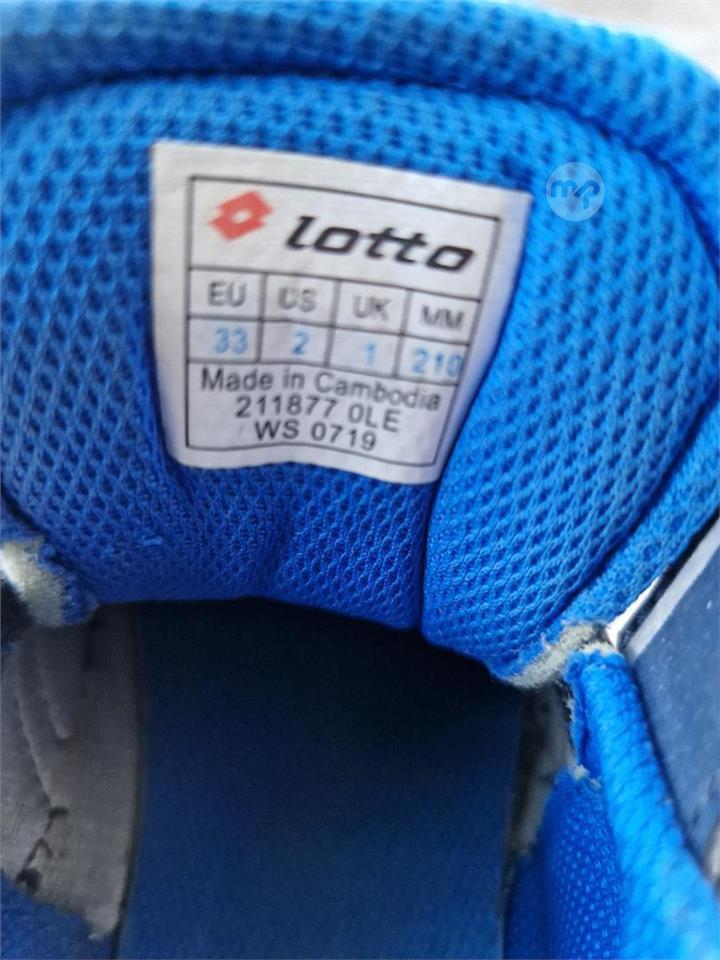 lotto
EU US UK MM
33 2 1 210
Made in Cambodia
211877 0LE
WS 0719
mp